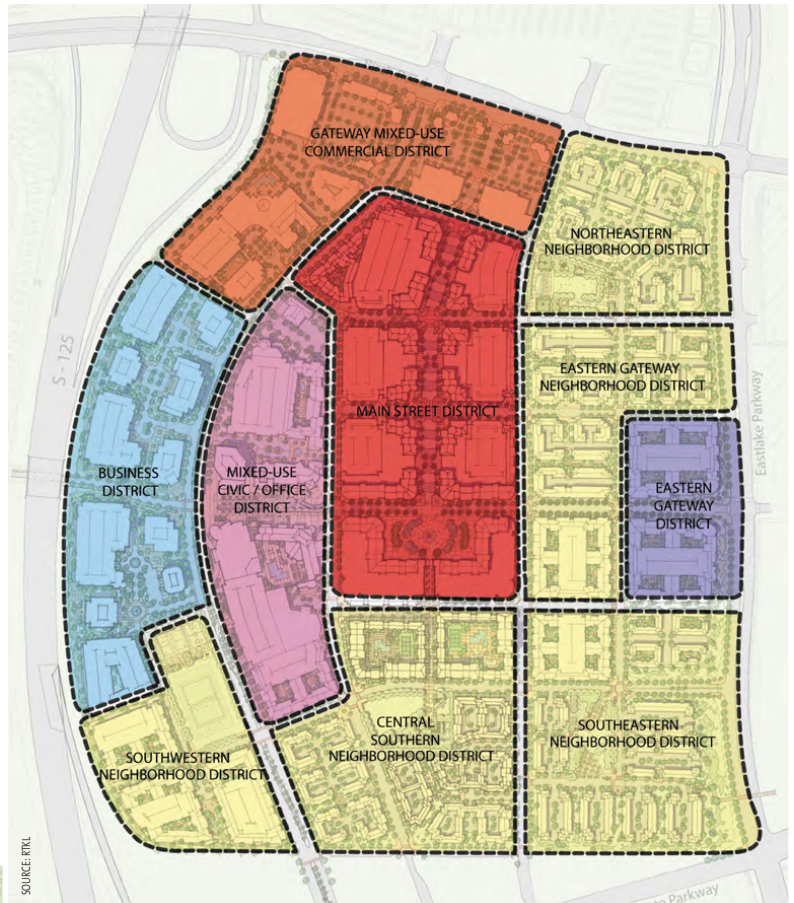 GATEWAY MIXED-USE
COMMERCIAL DISTRICT
NORTHEASTERN
NEIGHBORHOOD DISTRICT
S - 125
EASTERN GATEWAY
NEIGHBORHOOD DISTRICT
MAIN STREET DISTRICT
Eastlake Parkway
BUSINESS
DISTRICT
MIXED-USE
CIVIC / OFFICE
DISTRICT
EASTERN
GATEWAY
DISTRICT
CENTRAL
SOUTHERN
NEIGHBORHOOD DISTRICT
SOUTHEASTERN
NEIGHBORHOOD DISTRICT
SOUTHWESTERN
NEIGHBORHOOD DISTRICT
SOURCE: RTKL
Parkway